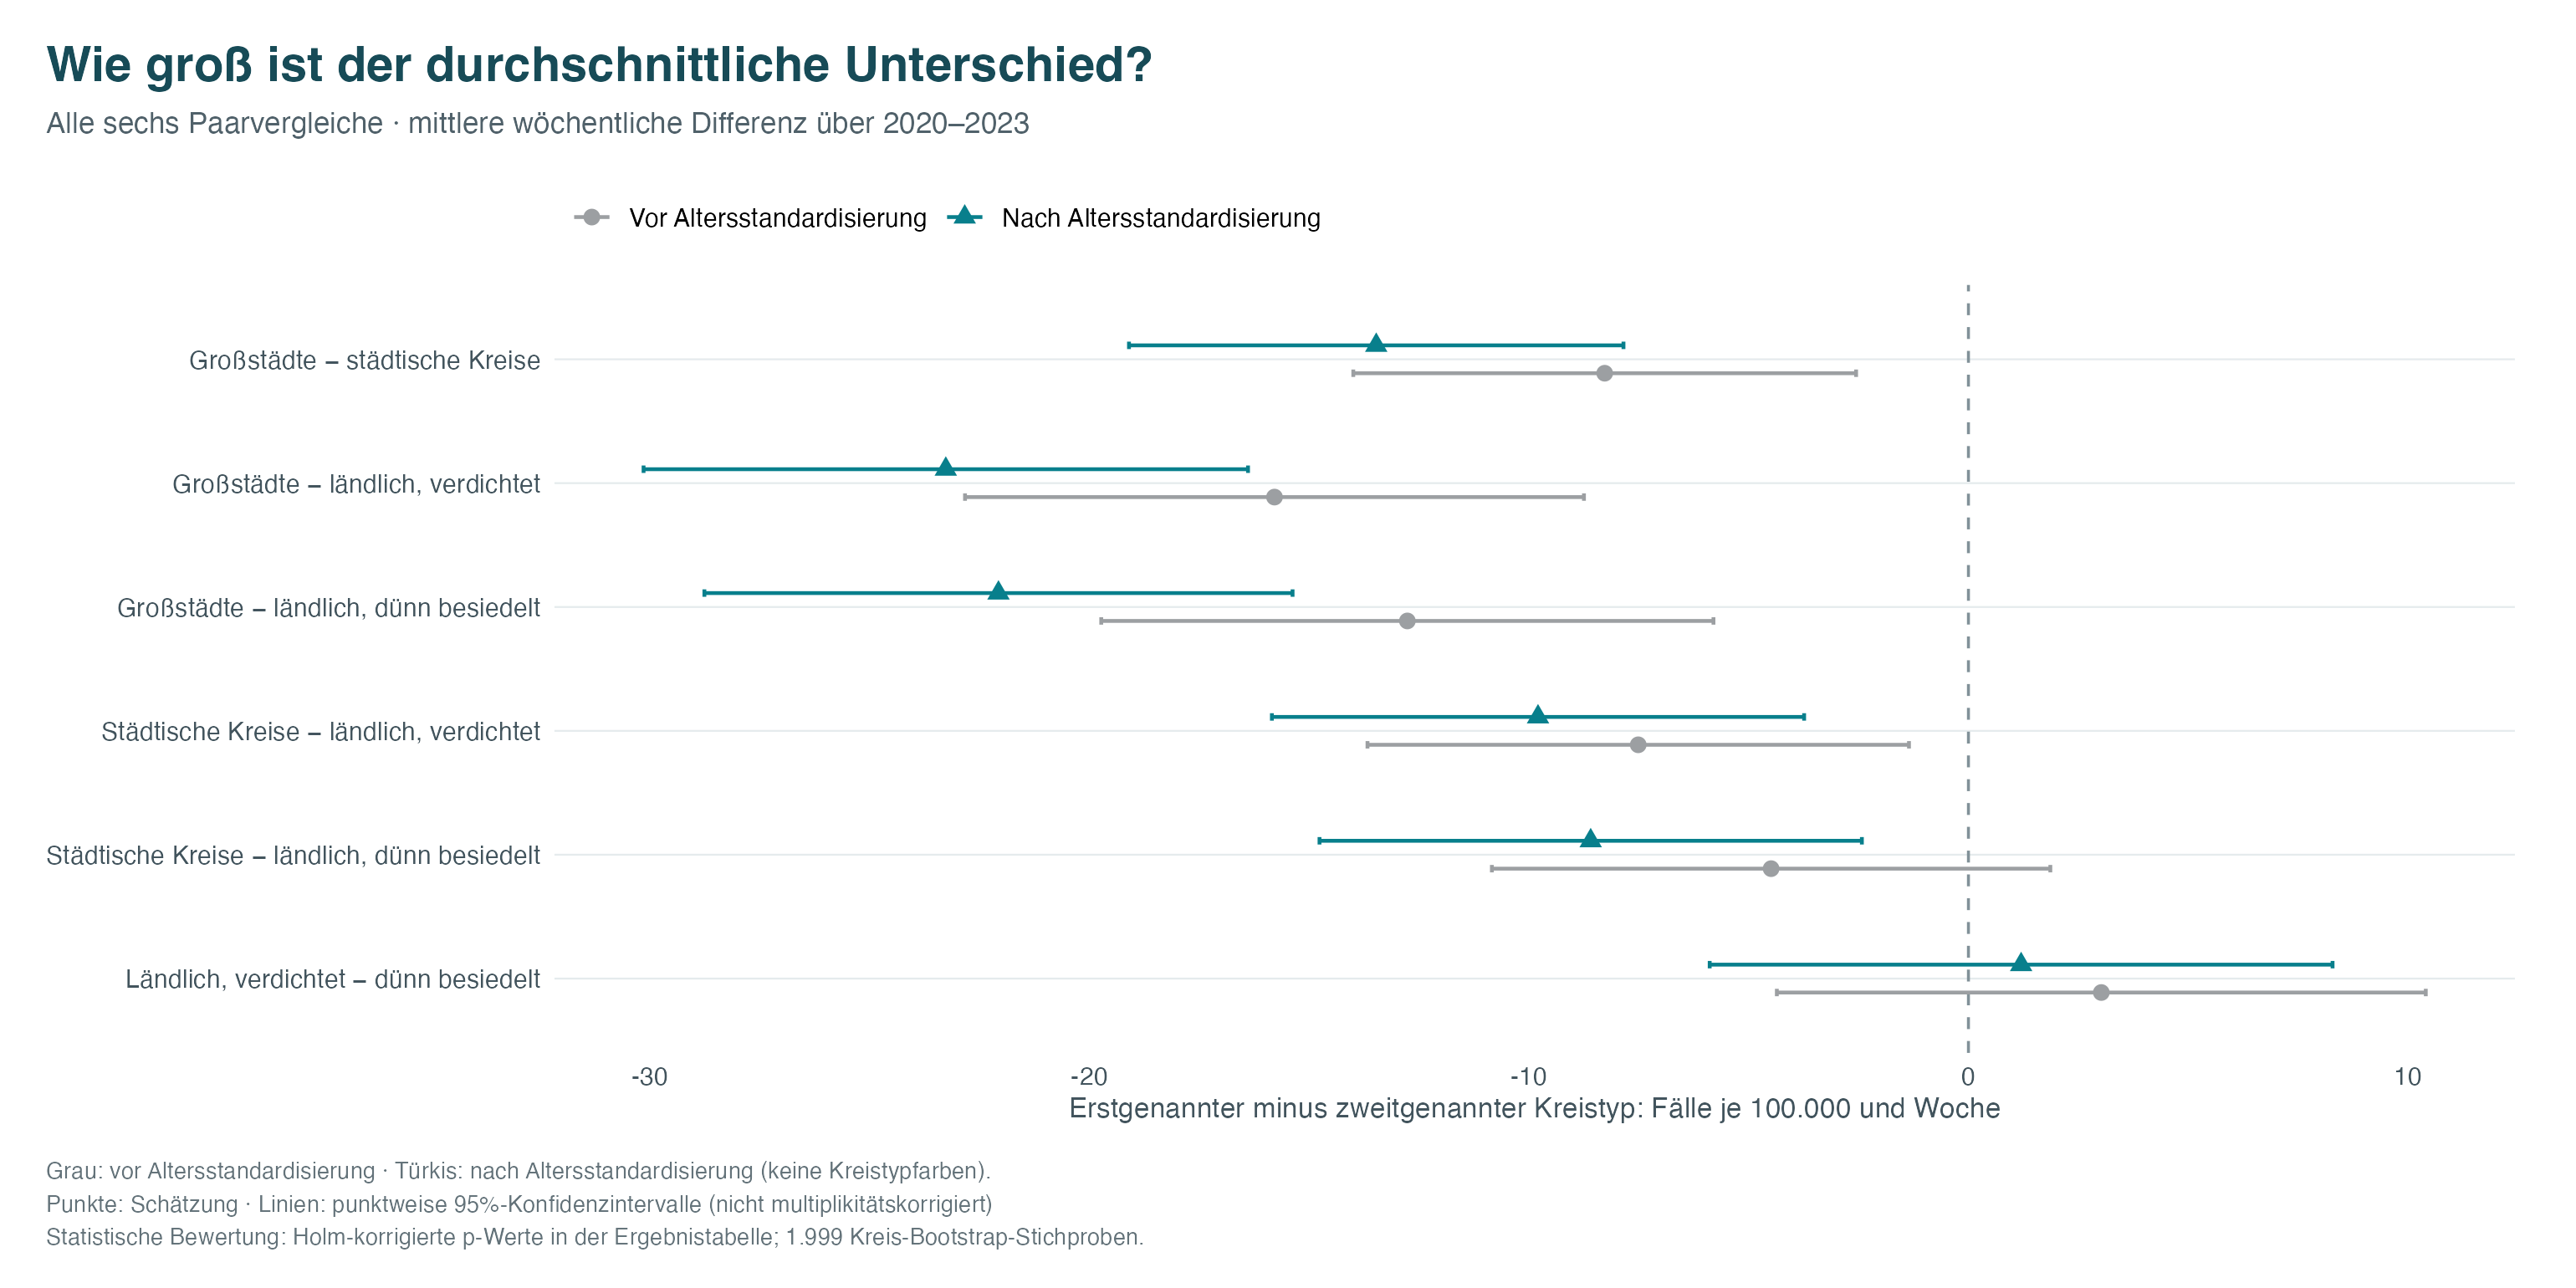 Wie groß ist der durchschnittliche Unterschied?
Alle sechs Paarvergleiche · mittlere wöchentliche Differenz über 2020–2023
Vor Altersstandardisierung
Nach Altersstandardisierung
Großstädte – städtische Kreise
Großstädte – ländlich, verdichtet
Großstädte – ländlich, dünn besiedelt
Städtische Kreise – ländlich, verdichtet
Städtische Kreise – ländlich, dünn besiedelt
Ländlich, verdichtet – dünn besiedelt
-30 -20 -10 0 10
Erstgenannter minus zweitgenannter Kreistyp: Fälle je 100.000 und Woche
Grau: vor Altersstandardisierung · Türkis: nach Altersstandardisierung (keine Kreistypfarben).
Punkte: Schätzung · Linien: punktweise 95%-Konfidenzintervalle (nicht multiplikitätskorrigiert)
Statistische Bewertung: Holm-korrigierte p-Werte in der Ergebnistabelle; 1.999 Kreis-Bootstrap-Stichproben.